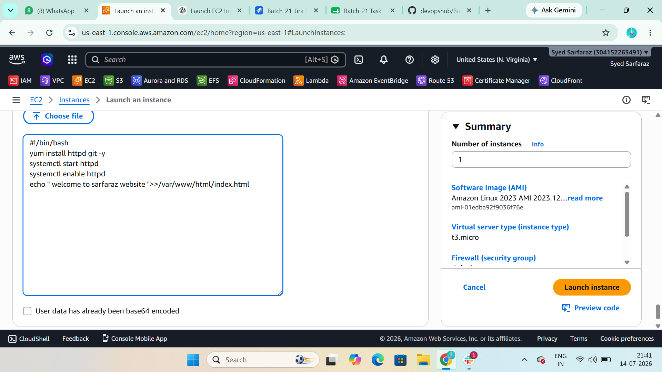 (8) WhatsApp
Launch an inst
Launch EC2 In
Batch 21 Lin
Batch-21 Task
devopshub/ba
Ask Gemini
us-east-1.console.aws.amazon.com/ec2/home?region=us-east-1#LaunchInstances:
aws
Search
[Alt+S]
United States (N. Virginia)
Syed Sarfaraz (304152263491)
Syed Sarfaraz
IAM
VPC
EC2
S3
Aurora and RDS
EFS
CloudFormation
Lambda
Amazon EventBridge
Route 53
Certificate Manager
CloudFront
EC2 > Instances > Launch an instance
Choose file
#!/bin/bash
yum install httpd git -y
systemctl start httpd
systemctl enable httpd
echo " welcome to sarfaraz website ">>/var/www/html/index.html
User data has already been base64 encoded
Summary
Number of instances Info
1
Software Image (AMI)
Amazon Linux 2023 AMI 2023.12....read more
ami-01edba92f9036f76e
Virtual server type (instance type)
t3.micro
Firewall (security group)
Cancel
Launch instance
Preview code
CloudShell
Feedback
Console Mobile App
© 2026, Amazon Web Services, Inc. or its affiliates.
Privacy
Terms
Cookie preferences
Search
ENG
IN
21:41
14-07-2026